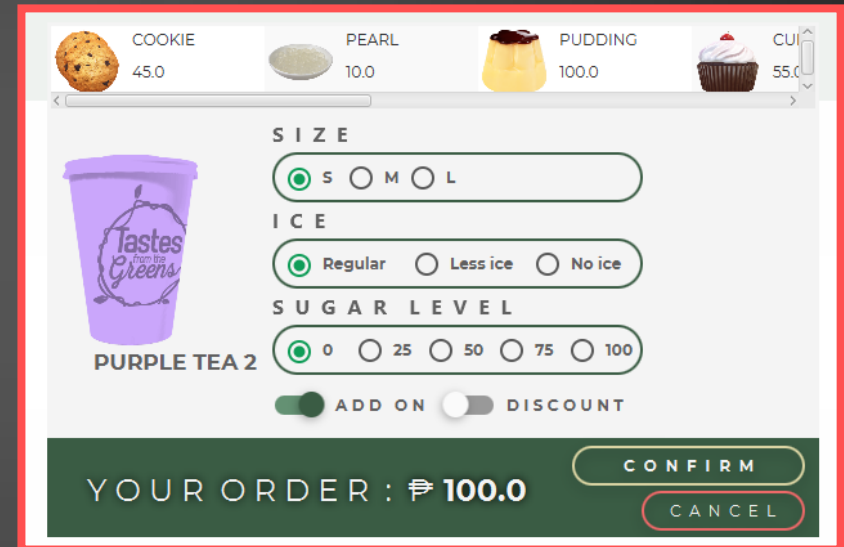 COOKIE
45.0
PEARL
10.0
PUDDING
100.0
55.0
SIZE
S M L
ICE
Regular Less ice No ice
SUGAR LEVEL
0 25 50 75 100
Tastes
from the
Greens
PURPLE TEA 2
ADD ON DISCOUNT
YOUR ORDER : ₱ 100.0
CONFIRM
CANCEL